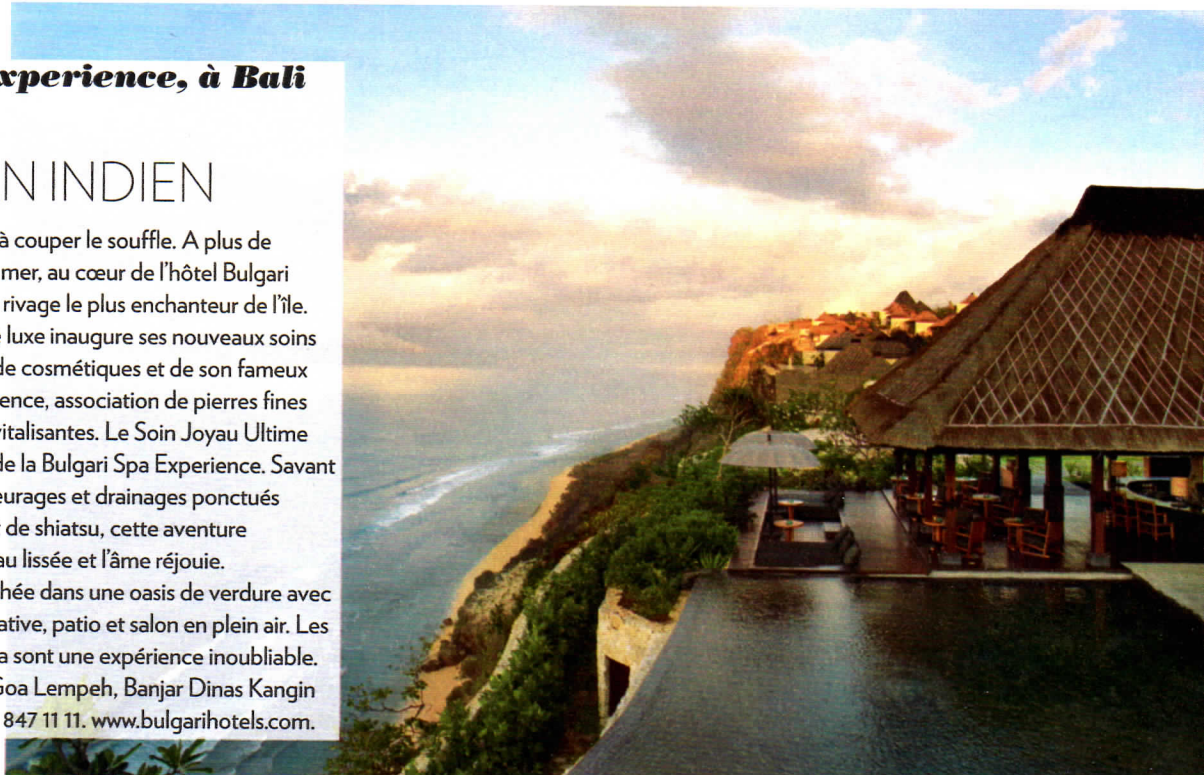 xperience, à Bali
N INDIEN
à couper le souffle. A plus de
mer, au cœur de l'hôtel Bulgari
rivage le plus enchanteur de l'île.
luxe inaugure ses nouveaux soins
de cosmétiques et de son fameux
ence, association de pierres fines
vitalisantes. Le Soin Joyau Ultime
de la Bulgari Spa Experience. Savant
eurages et drainages ponctués
de shiatsu, cette aventure
au lissée et l'âme réjouie.
hée dans une oasis de verdure avec
ative, patio et salon en plein air. Les
a sont une expérience inoubliable.
Goa Lempeh, Banjar Dinas Kangin
847 11 11. www.bulgarihotels.com.